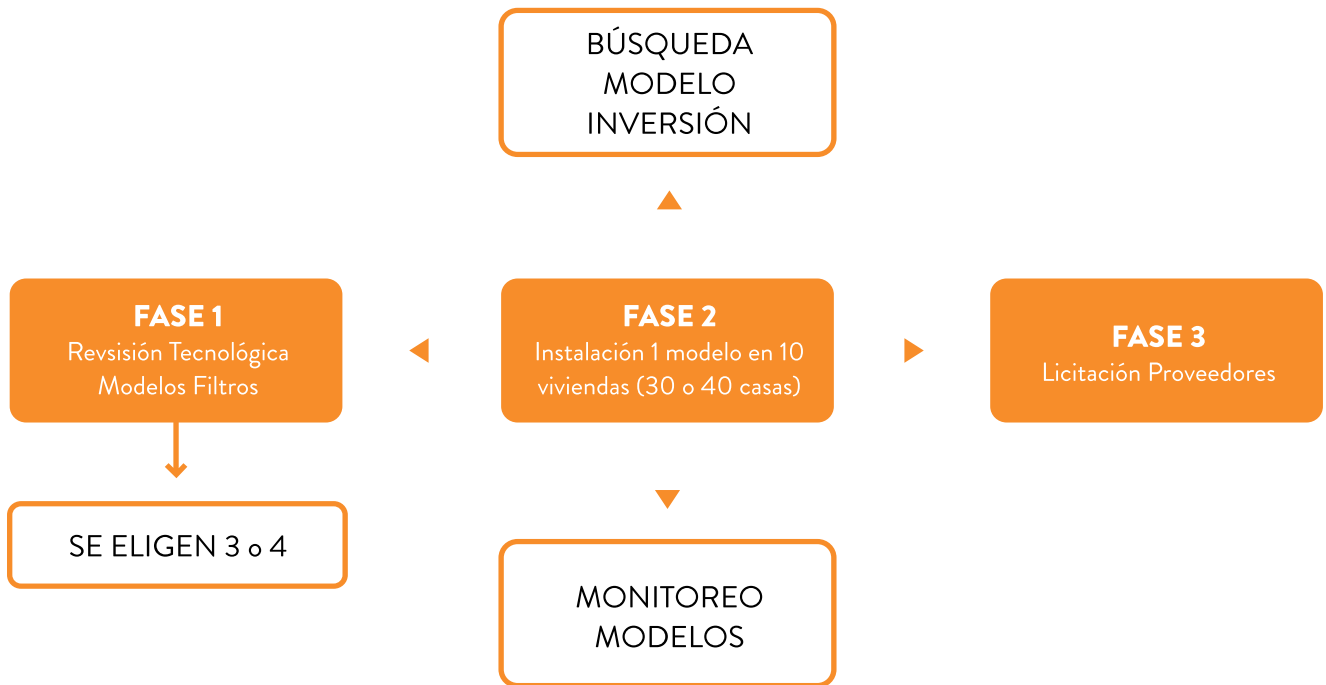 BÚSQUEDA
MODELO
INVERSIÓN
FASE 1
Revsisión Tecnológica
Modelos Filtros
FASE 2
Instalación 1 modelo en 10
viviendas (30 o 40 casas)
FASE 3
Licitación Proveedores
SE ELIGEN 3 o 4
MONITOREO
MODELOS